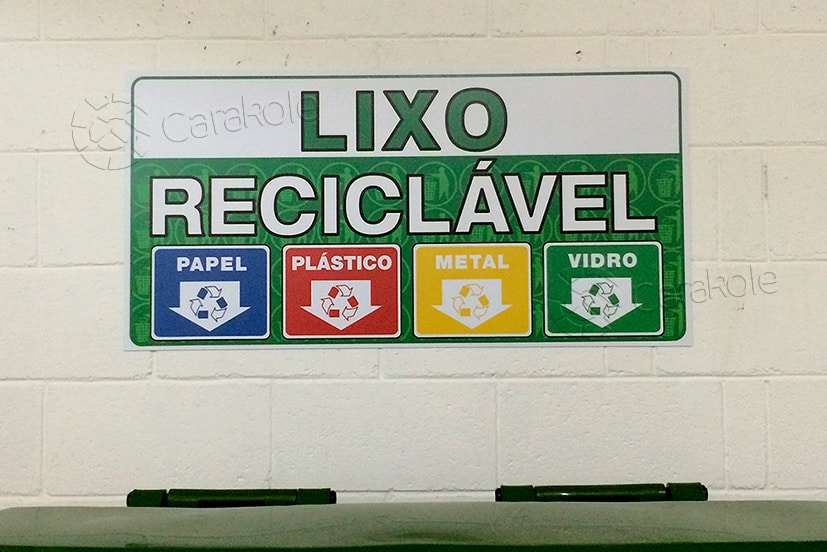 LIXO
RECICLÁVEL
PAPEL PLÁSTICO METAL VIDRO
Carakole
Carakole